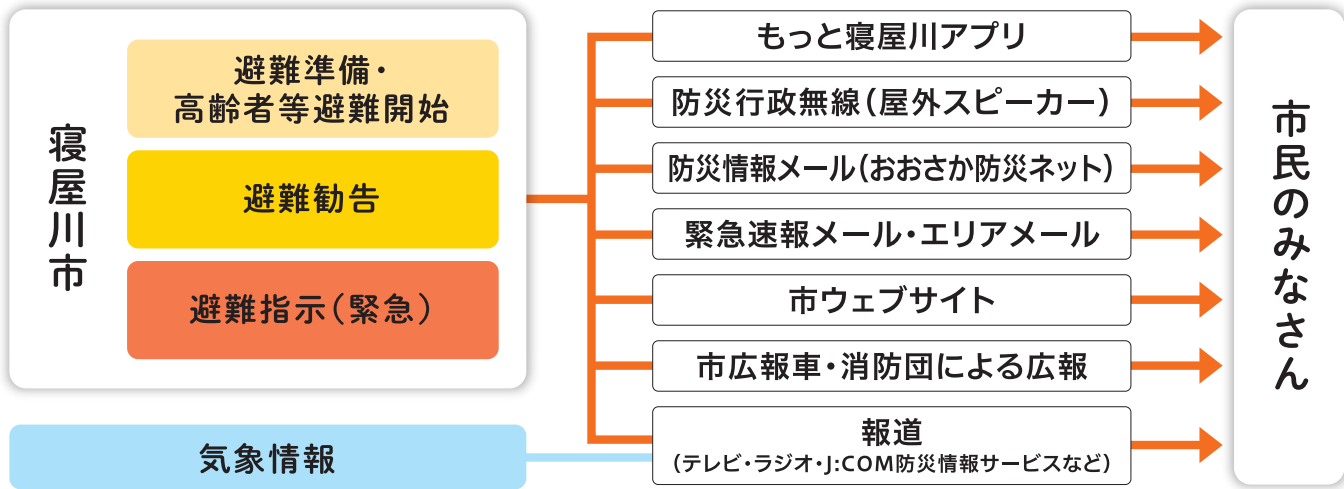 寝屋川市
避難準備・
高齢者等避難開始
避難勧告
避難指示（緊急）
気象情報
もっと寝屋川アプリ
防災行政無線（屋外スピーカー）
防災情報メール（おおさか防災ネット）
緊急速報メール・エリアメール
市ウェブサイト
市広報車・消防団による広報
報道
（テレビ・ラジオ・J:COM防災情報サービスなど）
市民のみなさん